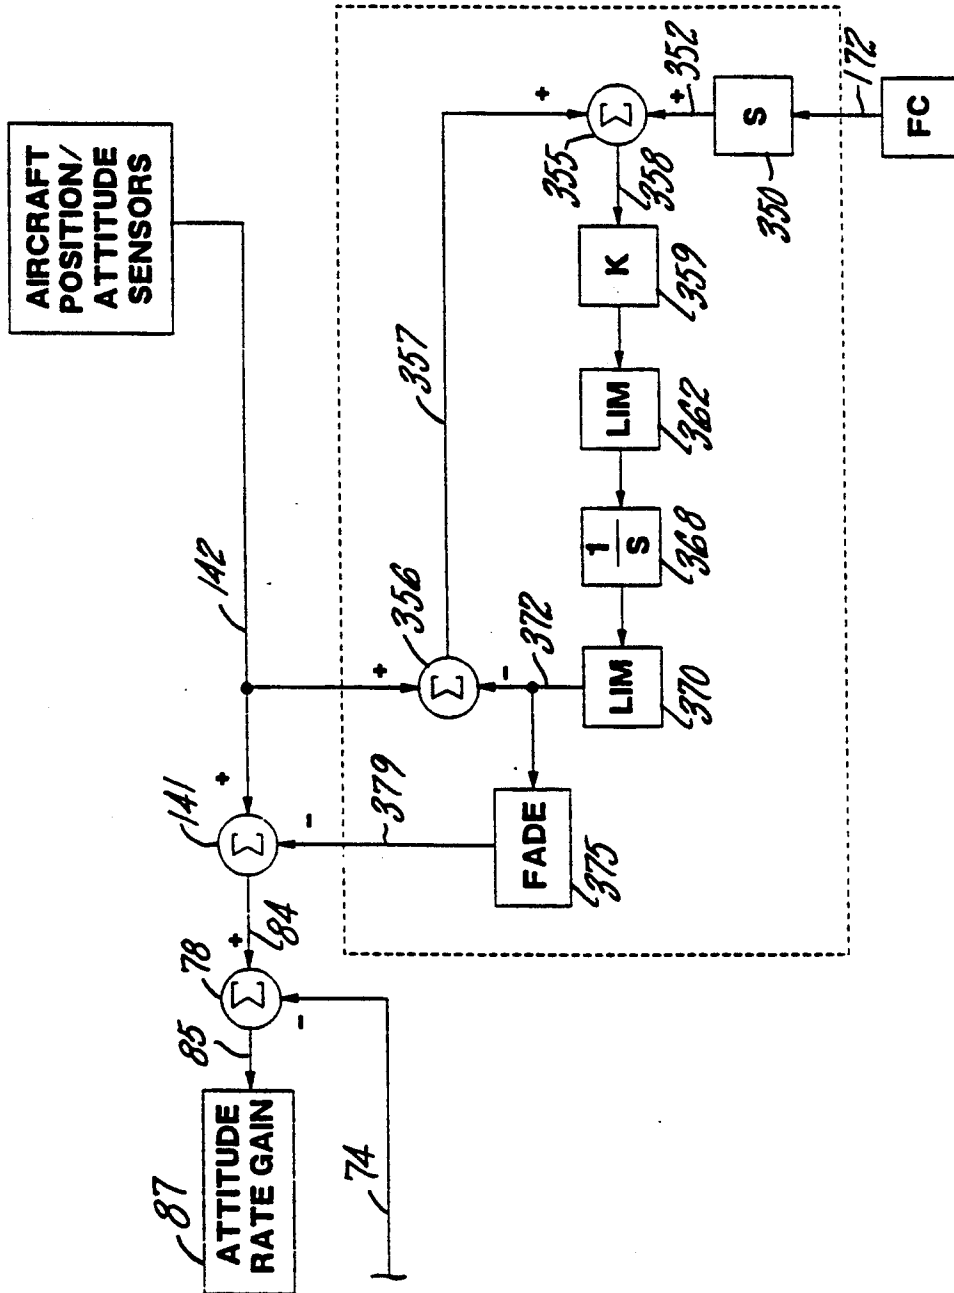 AIRCRAFT
POSITION/
ATTITUDE
SENSORS
142
141
+
+
84
78
+
-
85
87
ATTITUDE
RATE GAIN
74
-
379
356
+
-
372
357
FADE
375
LIM
370
1
S
368
LIM
362
K
359
358
355
Σ
+
+
352
S
350
172
FC
Σ
Σ
Σ